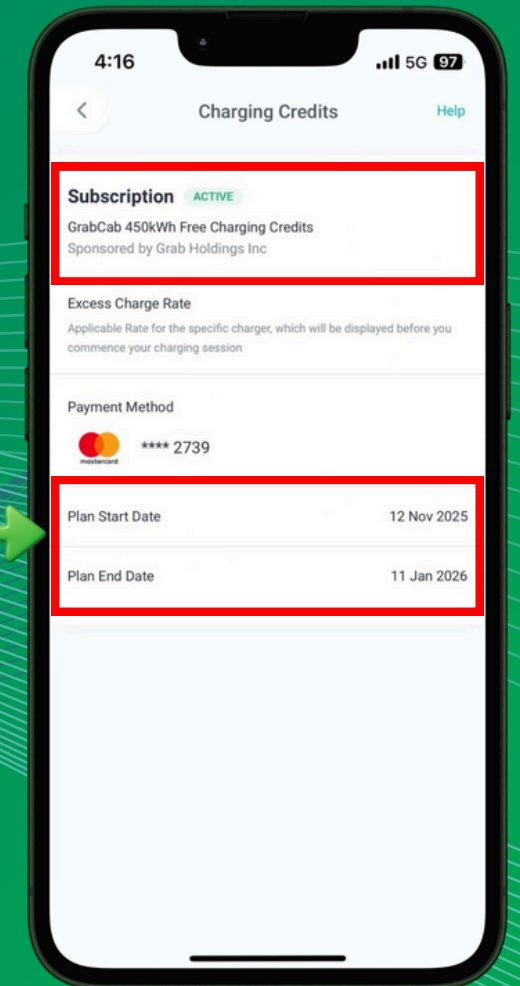 4:16
5G 97
Charging Credits
Help
Subscription ACTIVE
GrabCab 450kWh Free Charging Credits
Sponsored by Grab Holdings Inc
Excess Charge Rate
Applicable Rate for the specific charger, which will be displayed before you
commence your charging session
Payment Method
mastercard
**** 2739
Plan Start Date 12 Nov 2025
Plan End Date 11 Jan 2026